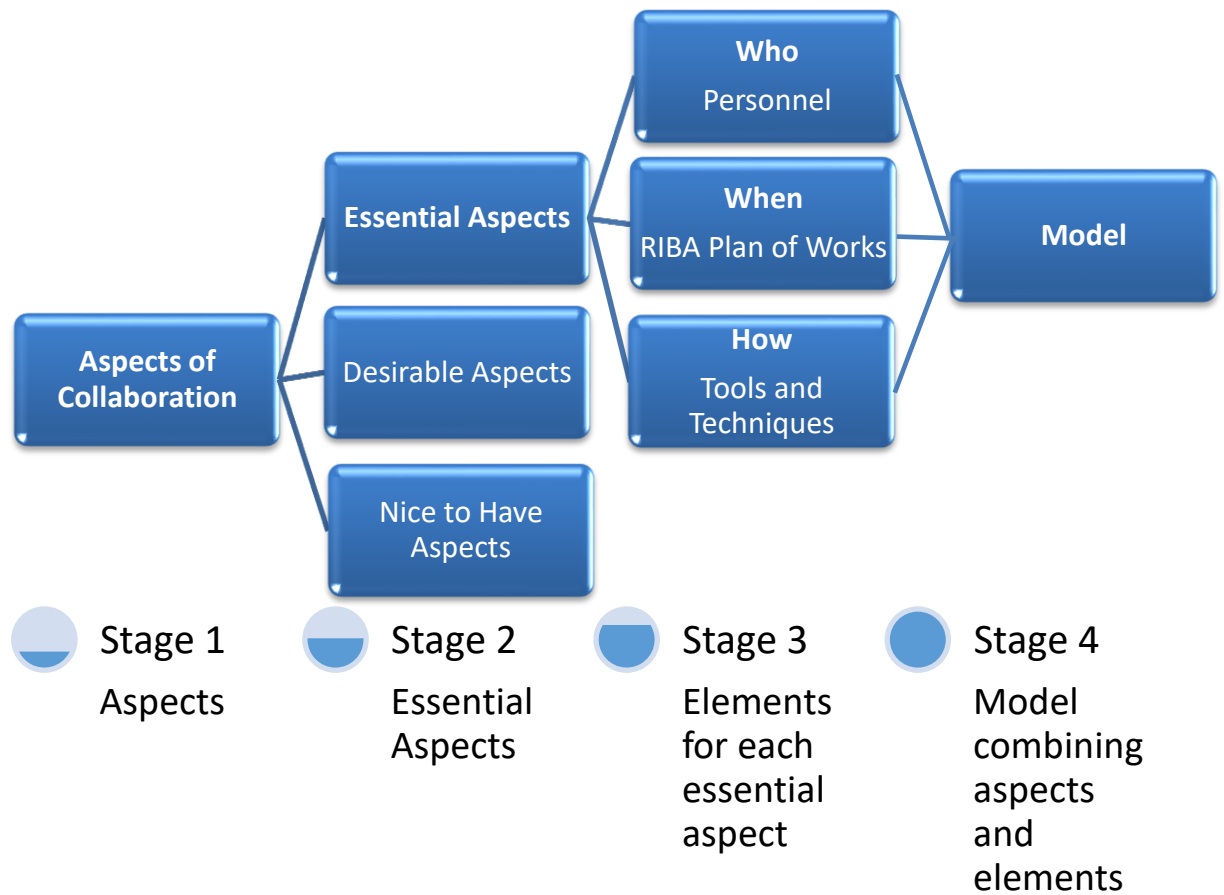 Who
Personnel
Essential Aspects
When
RIBA Plan of Works
Model
Aspects of
Collaboration
Desirable Aspects
How
Tools and
Techniques
Nice to Have
Aspects
Stage 1
Aspects
Stage 2
Essential
Aspects
Stage 3
Elements
for each
essential
aspect
Stage 4
Model
combining
aspects
and
elements